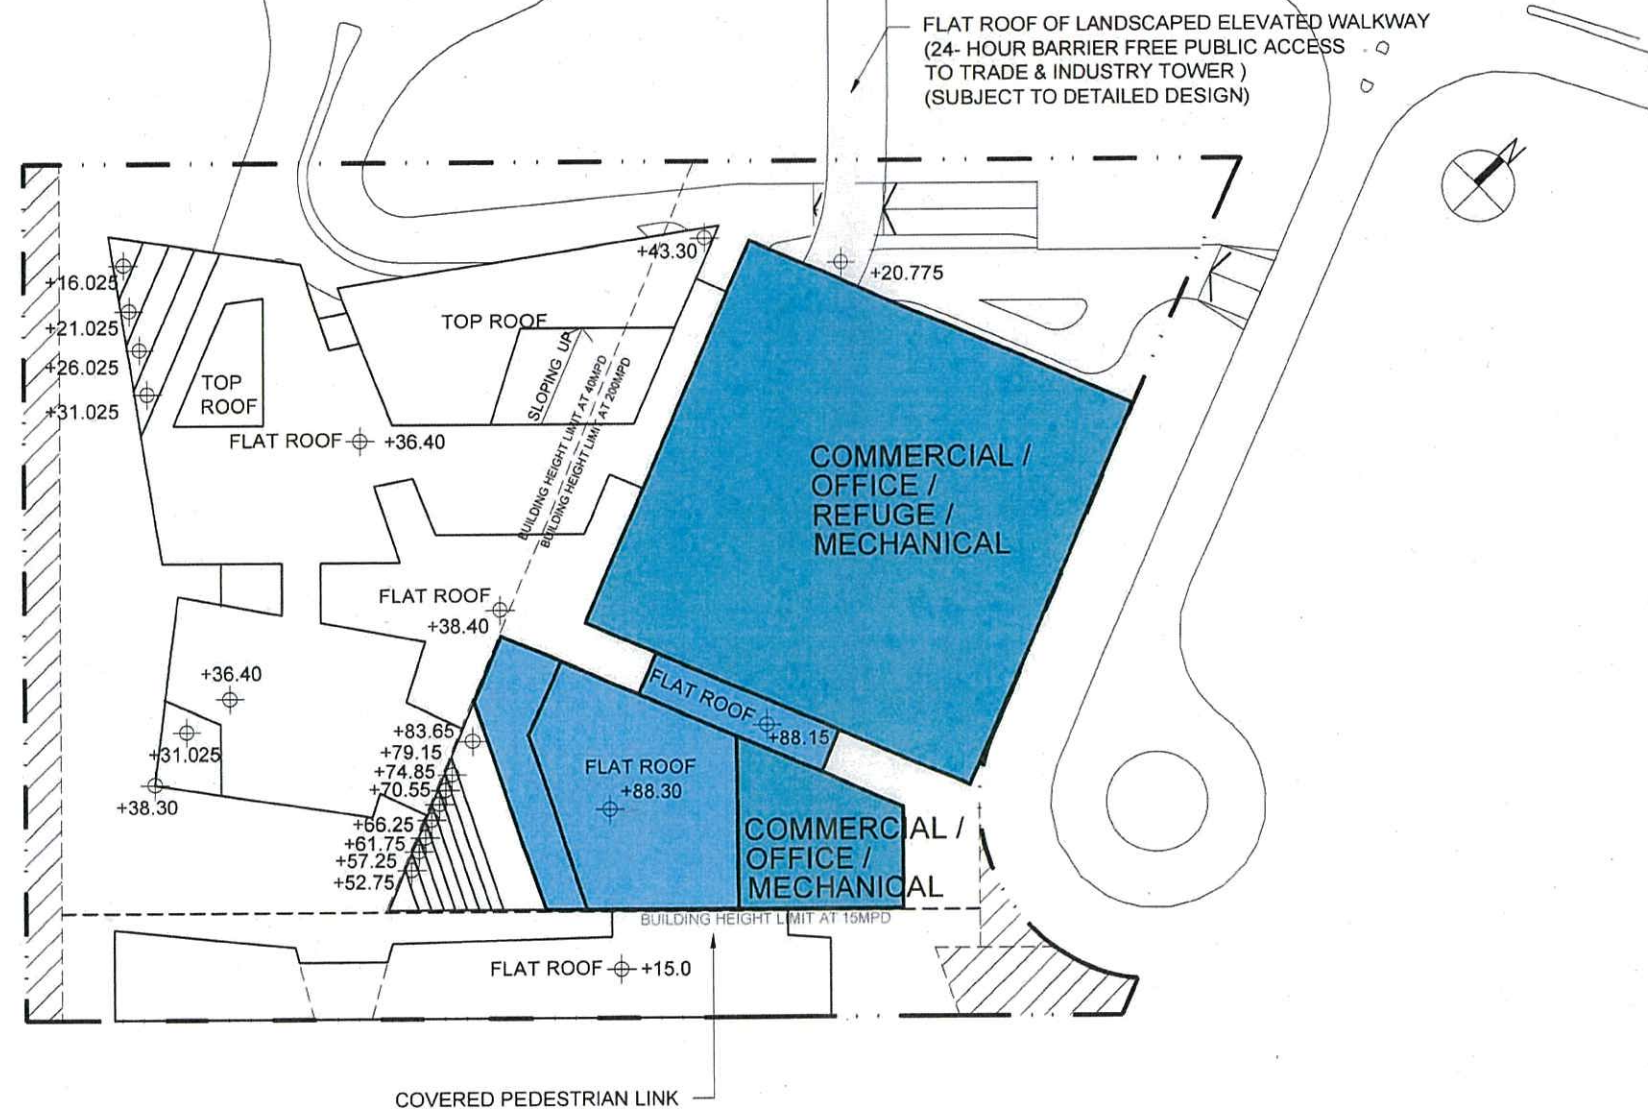 FLAT ROOF OF LANDSCAPED ELEVATED WALKWAY
(24- HOUR BARRIER FREE PUBLIC ACCESS
TO TRADE & INDUSTRY TOWER )
(SUBJECT TO DETAILED DESIGN)
N
+43.30
+20.775
+16.025
+21.025
+26.025
+31.025
TOP ROOF
TOP
ROOF
SLOPING UP
BUILDING HEIGHT LIMIT AT 40MPD
BUILDING HEIGHT LIMIT AT 200MPD
FLAT ROOF +36.40
COMMERCIAL /
OFFICE /
REFUGE /
MECHANICAL
FLAT ROOF
+38.40
+36.40
+31.025
+38.30
FLAT ROOF
+88.15
+83.65
+79.15
+74.85
+70.55
+66.25
+61.75
+57.25
+52.75
FLAT ROOF
+88.30
COMMERCIAL /
OFFICE /
MECHANICAL
BUILDING HEIGHT LIMIT AT 15MPD
FLAT ROOF +15.0
COVERED PEDESTRIAN LINK